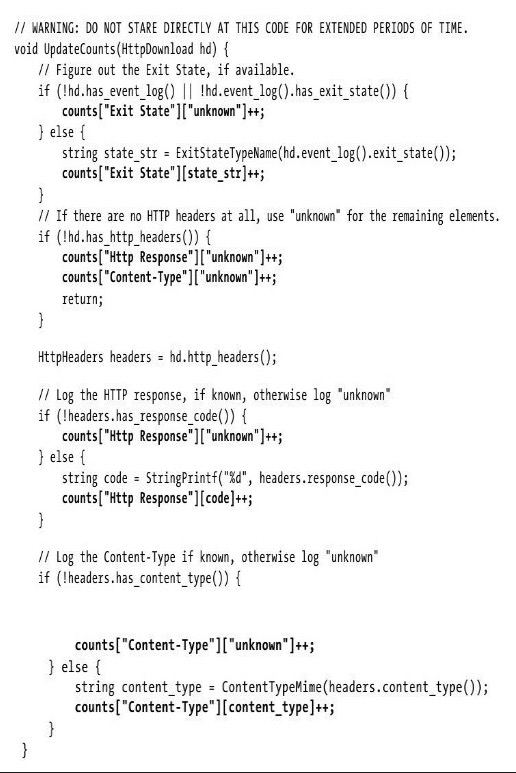 // WARNING: DO NOT STARE DIRECTLY AT THIS CODE FOR EXTENDED PERIODS OF TIME.
void UpdateCounts(HttpDownload hd) {
    // Figure out the Exit State, if available.
    if (!hd.has_event_log() || !hd.event_log().has_exit_state()) {
        counts["Exit State"]["unknown"]++;
    } else {
        string state_str = ExitStateTypeName(hd.event_log().exit_state());
        counts["Exit State"][state_str]++;
    }
    // If there are no HTTP headers at all, use "unknown" for the remaining elements.
    if (!hd.has_http_headers()) {
        counts["Http Response"]["unknown"]++;
        counts["Content-Type"]["unknown"]++;
        return;
    }

    HttpHeaders headers = hd.http_headers();

    // Log the HTTP response, if known, otherwise log "unknown"
    if (!headers.has_response_code()) {
        counts["Http Response"]["unknown"]++;
    } else {
        string code = StringPrintf("%d", headers.response_code());
        counts["Http Response"][code]++;
    }

    // Log the Content-Type if known, otherwise log "unknown"
    if (!headers.has_content_type()) {
        counts["Content-Type"]["unknown"]++;
    } else {
        string content_type = ContentTypeMime(headers.content_type());
        counts["Content-Type"][content_type]++;
    }
}